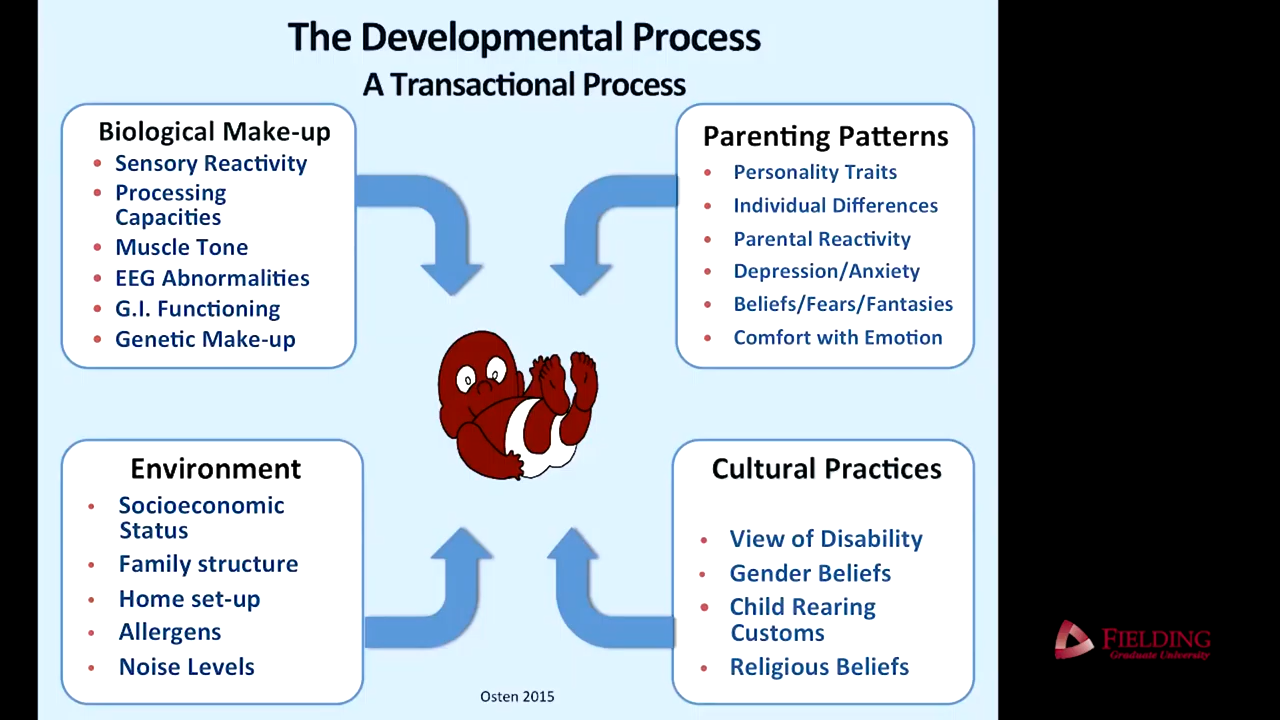 The Developmental Process
A Transactional Process
Biological Make-up
• Sensory Reactivity
• Processing
Capacities
• Muscle Tone
• EEG Abnormalities
• G.I. Functioning
• Genetic Make-up
Parenting Patterns
• Personality Traits
• Individual Differences
• Parental Reactivity
• Depression/Anxiety
• Beliefs/Fears/Fantasies
• Comfort with Emotion
Environment
• Socioeconomic
Status
• Family structure
• Home set-up
• Allergens
• Noise Levels
Cultural Practices
• View of Disability
• Gender Beliefs
• Child Rearing
Customs
• Religious Beliefs
Osten 2015
FIELDING
Graduate University